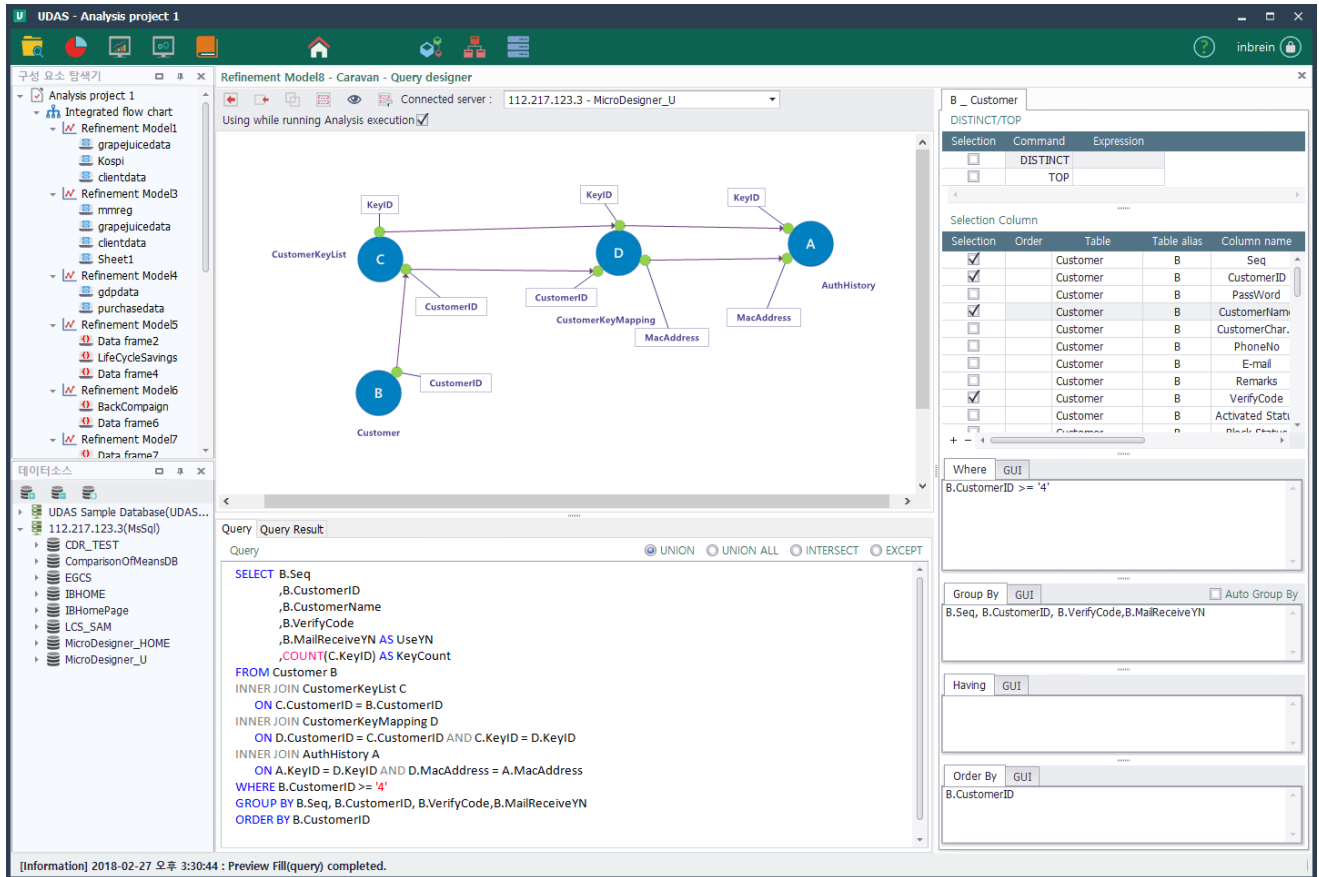 UDAS - Analysis project 1
inbrein
구성 요소 탐색기
Analysis project 1
Integrated flow chart
Refinement Model1
grapejuicedata
Kospi
clientdata
Refinement Model3
mmreg
grapejuicedata
clientdata
Sheet1
Refinement Model4
gdpdata
purchasedata
Refinement Model5
Data frame2
LifeCycleSavings
Data frame4
Refinement Model6
BackCompaign
Data frame6
Refinement Model7
Data frame7
데이터소스
UDAS Sample Database(UDAS...
112.217.123.3(MsSql)
CDR_TEST
ComparisonOfMeansDB
EGCS
IBHOME
IBHomePage
LCS_SAM
MicroDesigner_HOME
MicroDesigner_U
Refinement Model8 - Caravan - Query designer
Connected server : 112.217.123.3 - MicroDesigner_U
Using while running Analysis execution
KeyID
KeyID
KeyID
CustomerKeyList
C
D
A
AuthHistory
CustomerID
CustomerID
CustomerKeyMapping
MacAddress
MacAddress
CustomerID
B
Customer
Query Query Result
Query UNION UNION ALL INTERSECT EXCEPT
SELECT B.Seq
,B.CustomerID
,B.CustomerName
,B.VerifyCode
,B.MailReceiveYN AS UseYN
,COUNT(C.KeyID) AS KeyCount
FROM Customer B
INNER JOIN CustomerKeyList C
ON C.CustomerID = B.CustomerID
INNER JOIN CustomerKeyMapping D
ON D.CustomerID = C.CustomerID AND C.KeyID = D.KeyID
INNER JOIN AuthHistory A
ON A.KeyID = D.KeyID AND D.MacAddress = A.MacAddress
WHERE B.CustomerID >= '4'
GROUP BY B.Seq, B.CustomerID, B.VerifyCode,B.MailReceiveYN
ORDER BY B.CustomerID
B _ Customer
DISTINCT/TOP
Selection Command Expression
DISTINCT
TOP
Selection Column
Selection Order Table Table alias Column name
Customer B Seq
Customer B CustomerID
Customer B PassWord
Customer B CustomerName
Customer B CustomerChar.
Customer B PhoneNo
Customer B E-mail
Customer B Remarks
Customer B VerifyCode
Customer B Activated Statu
Customer B Block Status
Where GUI
B.CustomerID >= '4'
Group By GUI Auto Group By
B.Seq, B.CustomerID, B.VerifyCode,B.MailReceiveYN
Having GUI
Order By GUI
B.CustomerID
[Information] 2018-02-27 오후 3:30:44 : Preview Fill(query) completed.